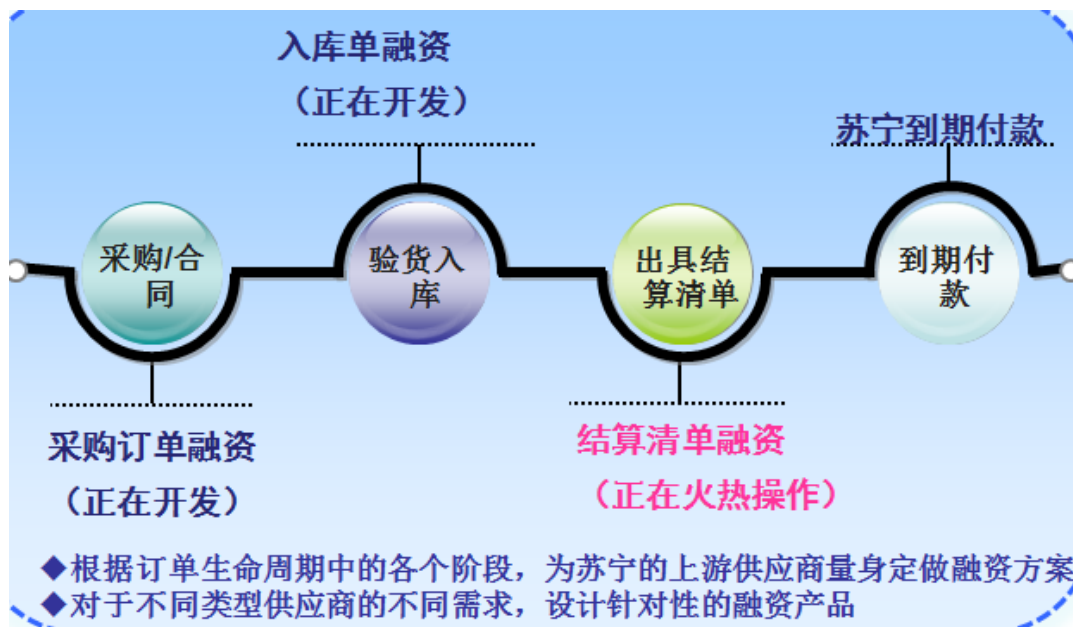 入库单融资
（正在开发）
苏宁到期付款
采购/合
同
验货入
库
出具结
算清单
到期付
款
采购订单融资
（正在开发）
结算清单融资
（正在火热操作）
◆根据订单生命周期中的各个阶段，为苏宁的上游供应商量身定做融资方案
◆对于不同类型供应商的不同需求，设计针对性的融资产品